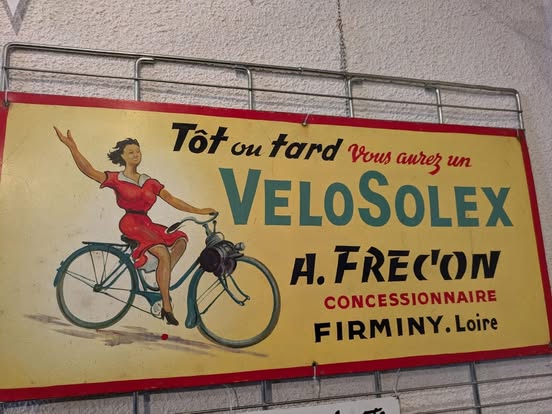 Tôt ou tard Vous aurez un
VELOSOLEX
A. FRECON
CONCESSIONNAIRE
FIRMINY. Loire